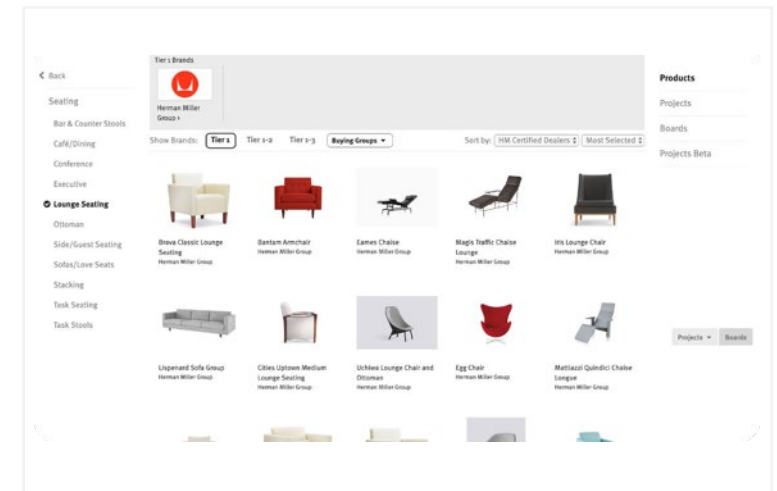 Back
Seating
Bar & Counter Stools
Café/Dining
Conference
Executive
Lounge Seating
Ottoman
Side/Guest Seating
Sofas/Love Seats
Stacking
Task Seating
Task Stools
Tier 1 Brands
Herman Miller
Group ›
Show Brands: Tier 1 Tier 1-2 Tier 1-3 Buying Groups
Sort by: HM Certified Dealers Most Selected
Brova Classic Lounge
Seating
Herman Miller Group
Bantam Armchair
Herman Miller Group
Eames Chaise
Herman Miller Group
Magis Traffic Chaise
Lounge
Herman Miller Group
Iris Lounge Chair
Herman Miller Group
Lispenard Sofa Group
Herman Miller Group
Cities Uptown Medium
Lounge Seating
Herman Miller Group
Uchiwa Lounge Chair and
Ottoman
Herman Miller Group
Egg Chair
Herman Miller Group
Mattiazzi Quindici Chaise
Longue
Herman Miller Group
Products
Projects
Boards
Projects Beta
Projects Boards